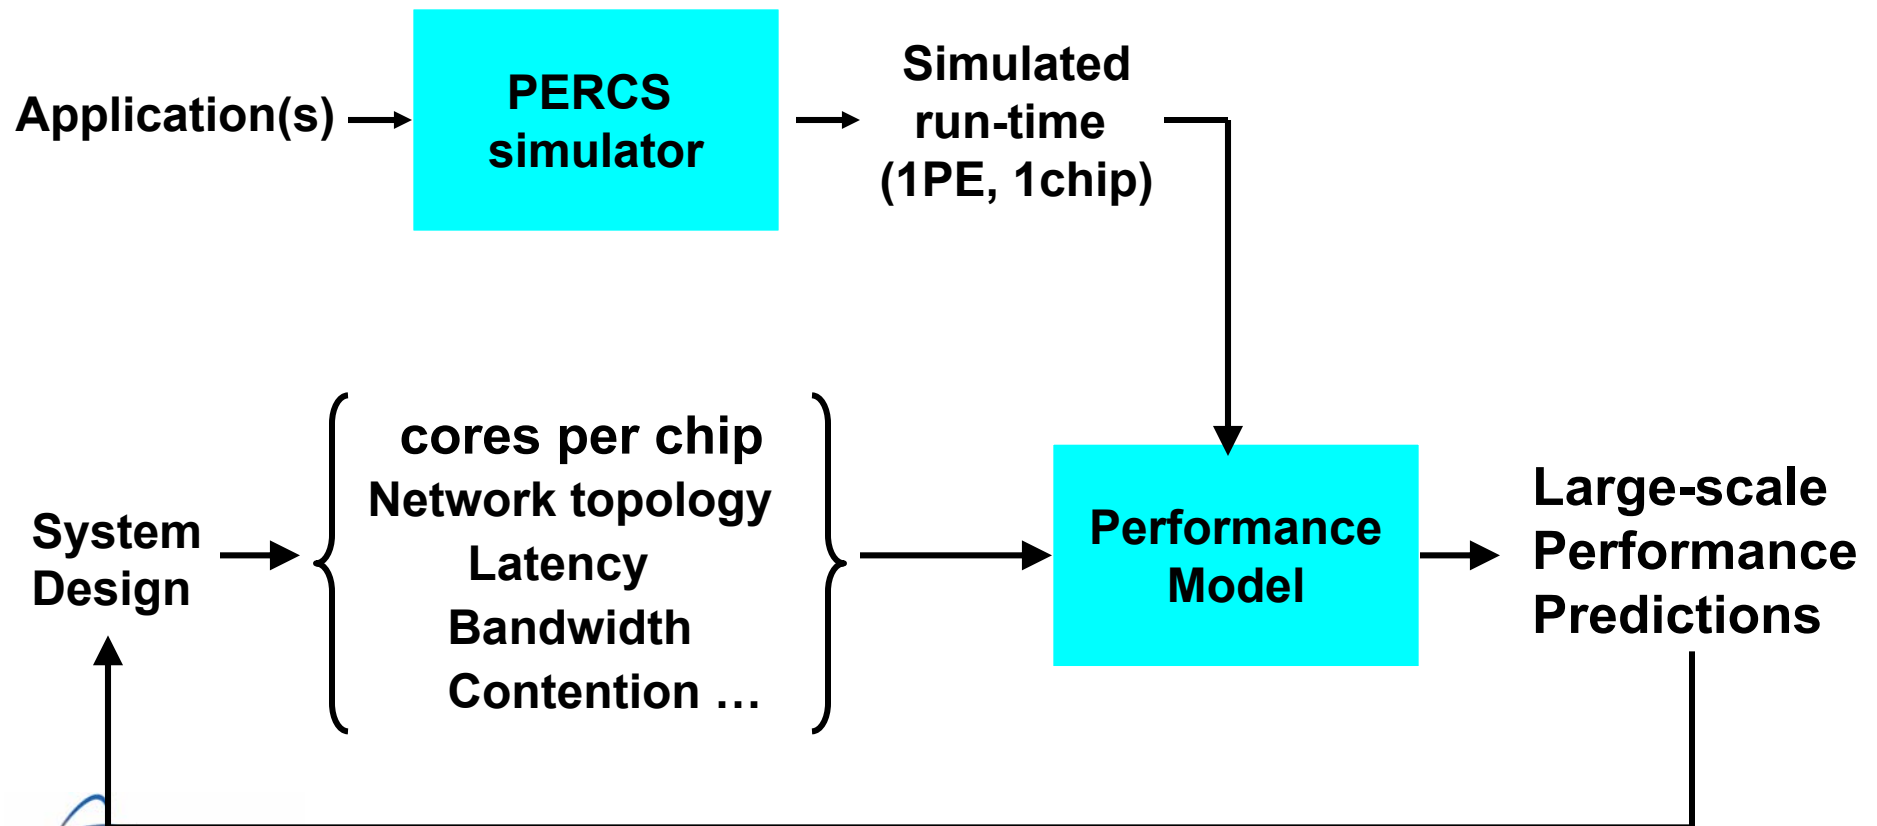 Application(s)
PERCS
simulator
Simulated
run-time
(1PE, 1chip)
System
Design
cores per chip
Network topology
Latency
Bandwidth
Contention …
Performance
Model
Large-scale
Performance
Predictions